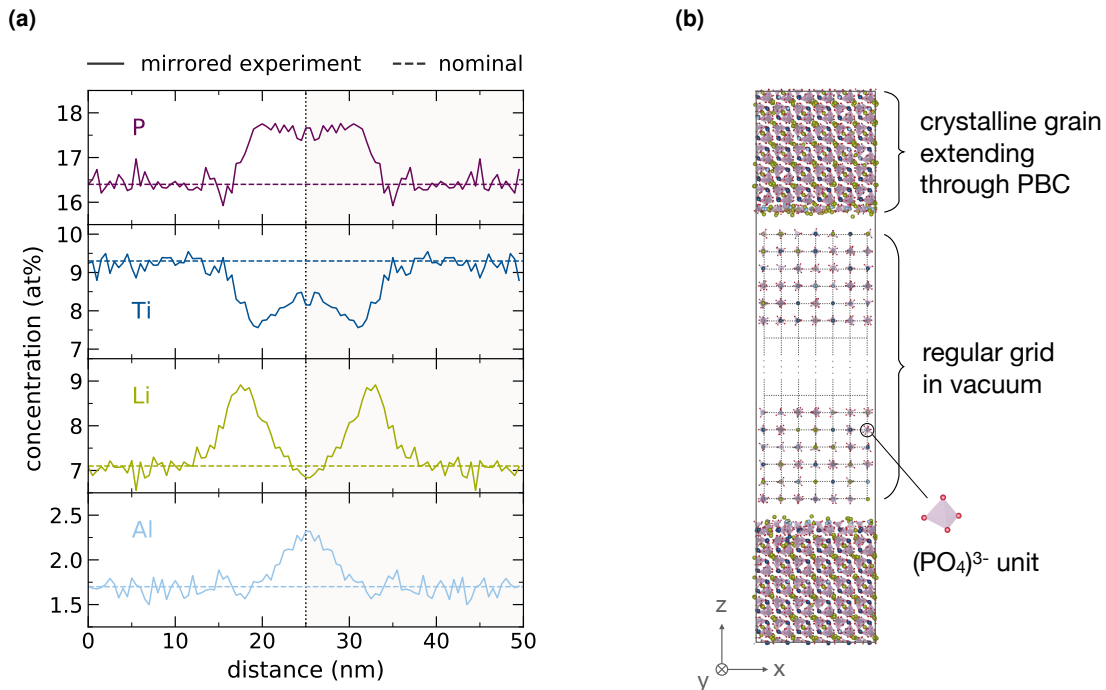 (a)
mirrored experiment
nominal
18
17
16
P
10
9
8
7
Ti
9
8
7
Li
2.5
2.0
1.5
Al
concentration (at%)
0
10
20
30
40
50
distance (nm)
(b)
crystalline grain
extending
through PBC
regular grid
in vacuum
(PO₄)³⁻ unit
z
y
x